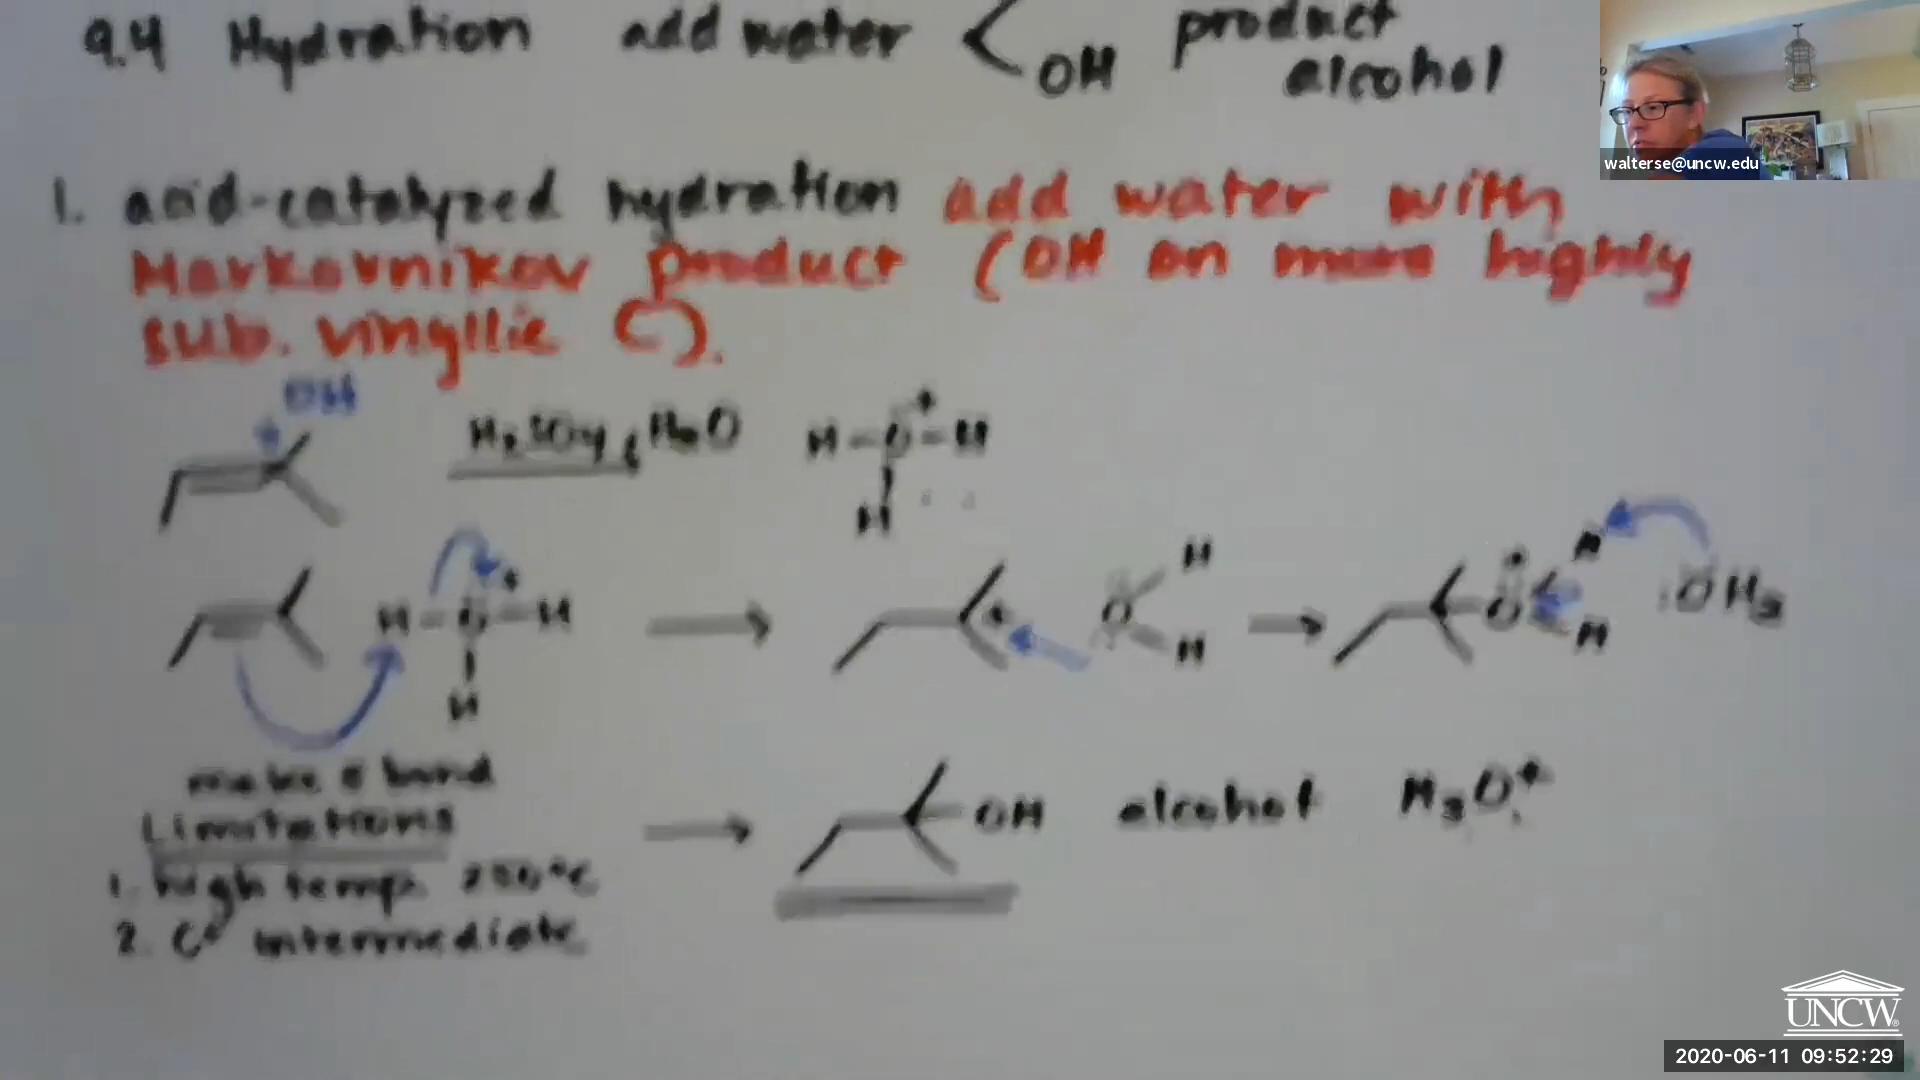 9.4 Hydration add water < OH product alcohol
walterse@uncw.edu
1. acid-catalyzed hydration add water with
Markovnikov product (OH on more highly
sub. vinyllic C).
OH
H₂SO₄, H₂O H-O⁺-H
H
H-O⁺-H
H
+ O H
H
O H
H
:OH₂
make σ bond
Limitations
OH alcohol H₃O⁺
1. high temp. 250°C
2. C⁺ intermediate
UNCW
2020-06-11 09:52:29